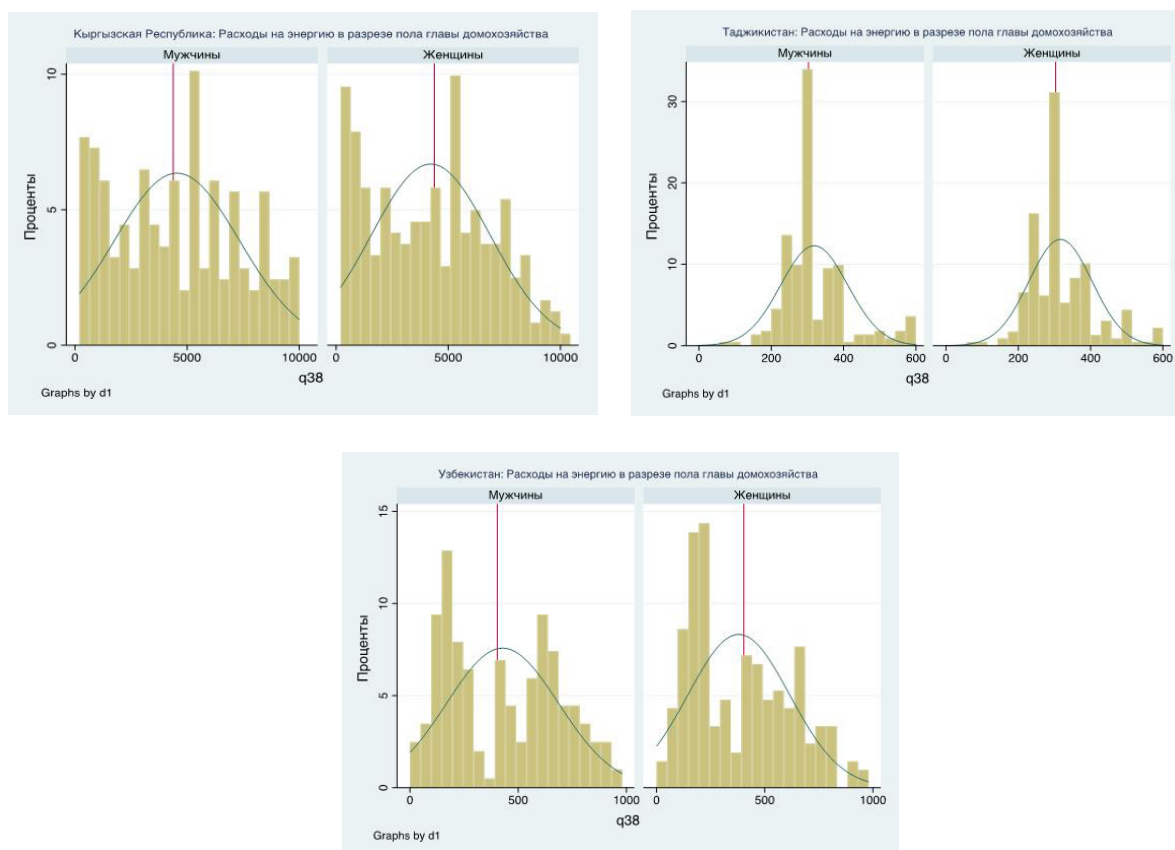 Кыргызская Республика: Расходы на энергию в разрезе пола главы домохозяйства
Мужчины Женщины
Проценты
10
5
0
0 5000 10000 0 5000 10000
q38
Graphs by d1
Таджикистан: Расходы на энергию в разрезе пола главы домохозяйства
Мужчины Женщины
Проценты
30
20
10
0
0 200 400 600 0 200 400 600
q38
Graphs by d1
Узбекистан: Расходы на энергию в разрезе пола главы домохозяйства
Мужчины Женщины
Проценты
15
10
5
0
0 500 1000 0 500 1000
q38
Graphs by d1